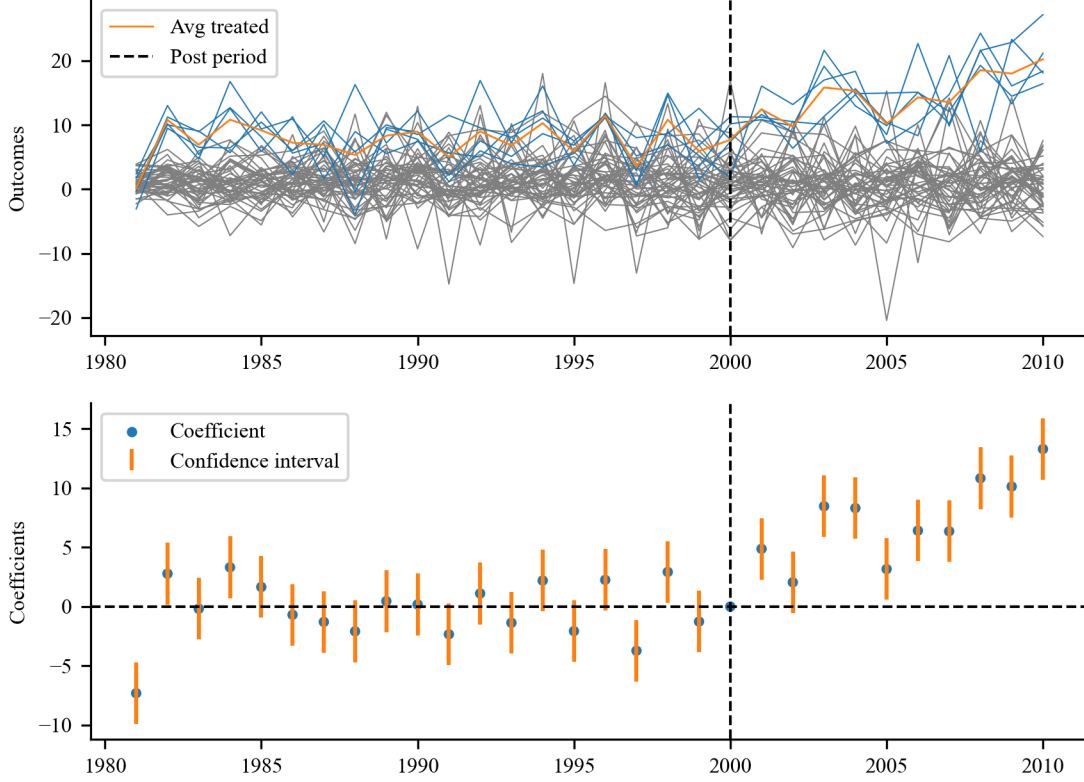 Avg treated
Post period
Outcomes
20
10
0
−10
−20
1980 1985 1990 1995 2000 2005 2010
Coefficient
Confidence interval
Coefficients
15
10
5
0
−5
−10
1980 1985 1990 1995 2000 2005 2010